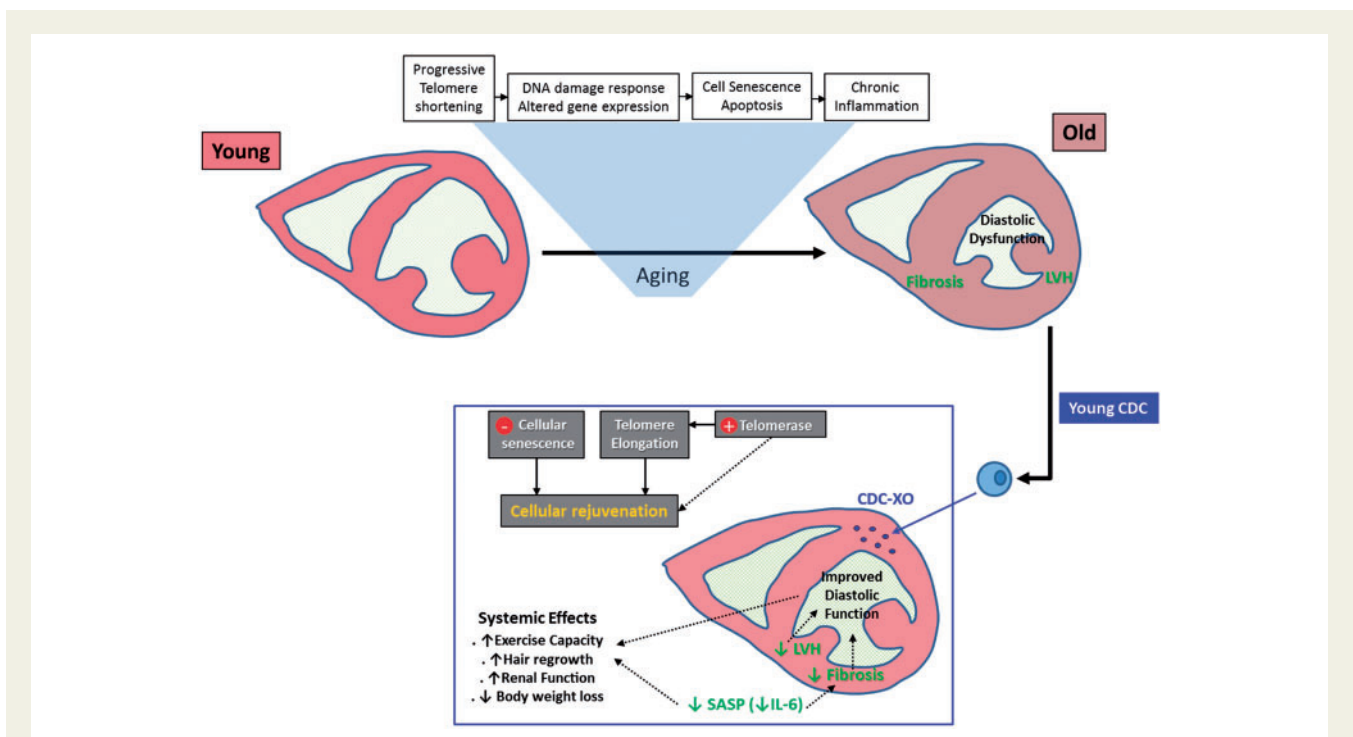 Progressive
Telomere
shortening
DNA damage response
Altered gene expression
Cell Senescence
Apoptosis
Chronic
Inflammation
Young
Old
Diastolic
Dysfunction
Fibrosis
LVH
Aging
Young CDC
- Cellular
senescence
Telomere
Elongation
+ Telomerase
Cellular rejuvenation
CDC-XO
Improved
Diastolic
Function
↓ LVH
↓ Fibrosis
Systemic Effects
. ↑Exercise Capacity
. ↑Hair regrowth
. ↑Renal Function
. ↓ Body weight loss
↓ SASP (↓IL-6)